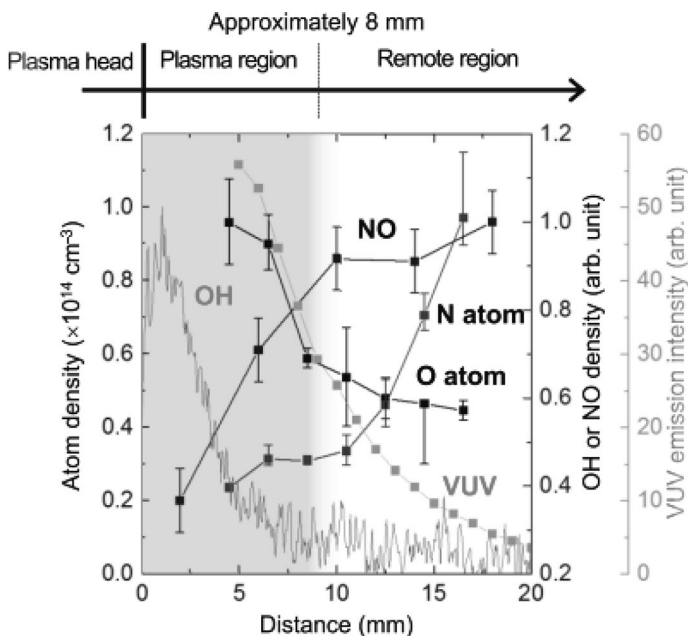 Approximately 8 mm
Plasma head Plasma region Remote region
1.2 1.2 60
1.0 1.0 50
0.8 0.8 40
0.6 0.6 30
0.4 0.4 20
0.2 10
0.0 0.2 0
0 5 10 15 20
Distance (mm)
Atom density (×10¹⁴ cm⁻³)
OH or NO density (arb. unit)
VUV emission intensity (arb. unit)
NO
OH
N atom
O atom
VUV